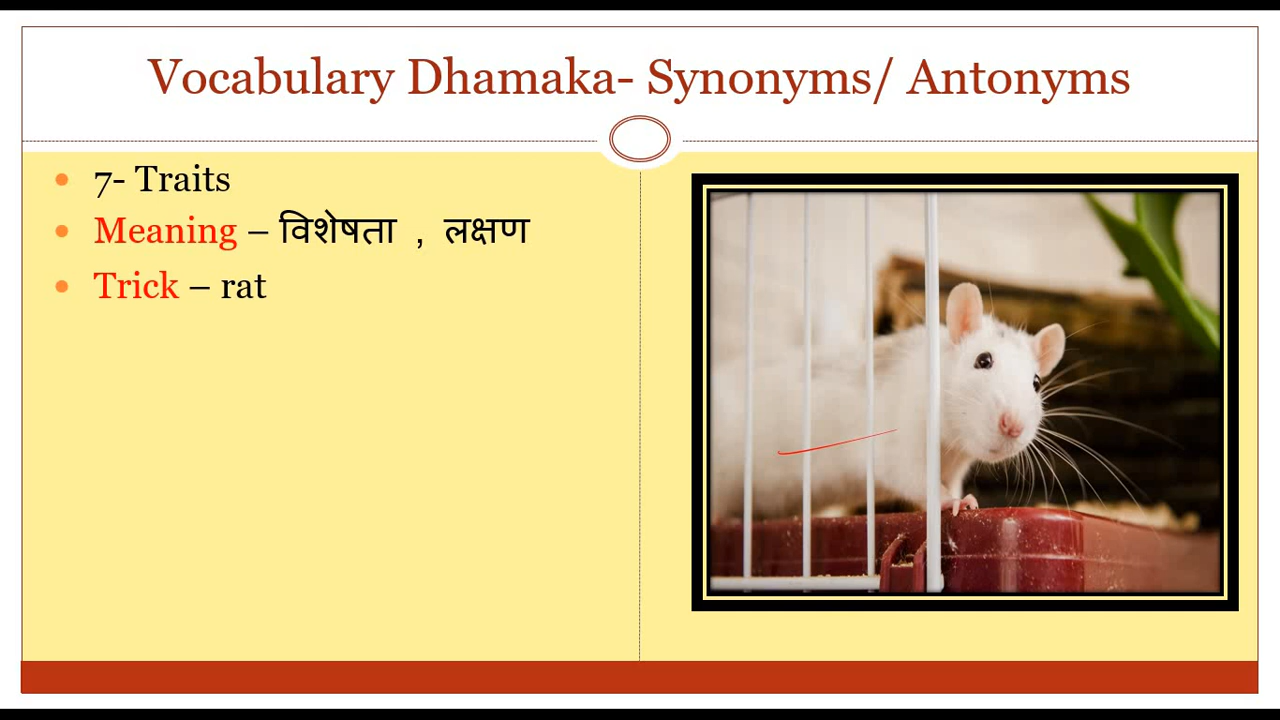 Vocabulary Dhamaka- Synonyms/ Antonyms
7- Traits
Meaning – विशेषता , लक्षण
Trick – rat